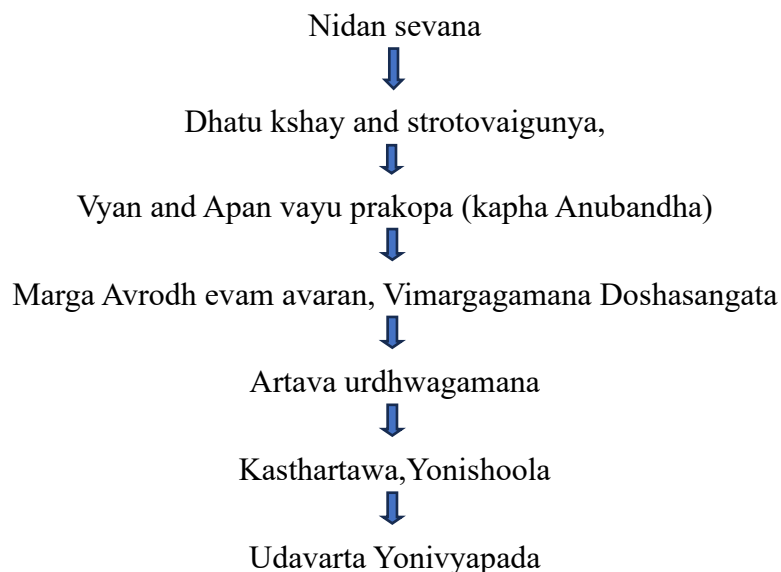 Nidan sevana
Dhatu kshay and strotovaigunya,
Vyan and Apan vayu prakopa (kapha Anubandha)
Marga Avrodh evam avaran, Vimargagamana Doshasangata
Artava urdhwagamana
Kasthartawa,Yonishoola
Udavarta Yonivyapada